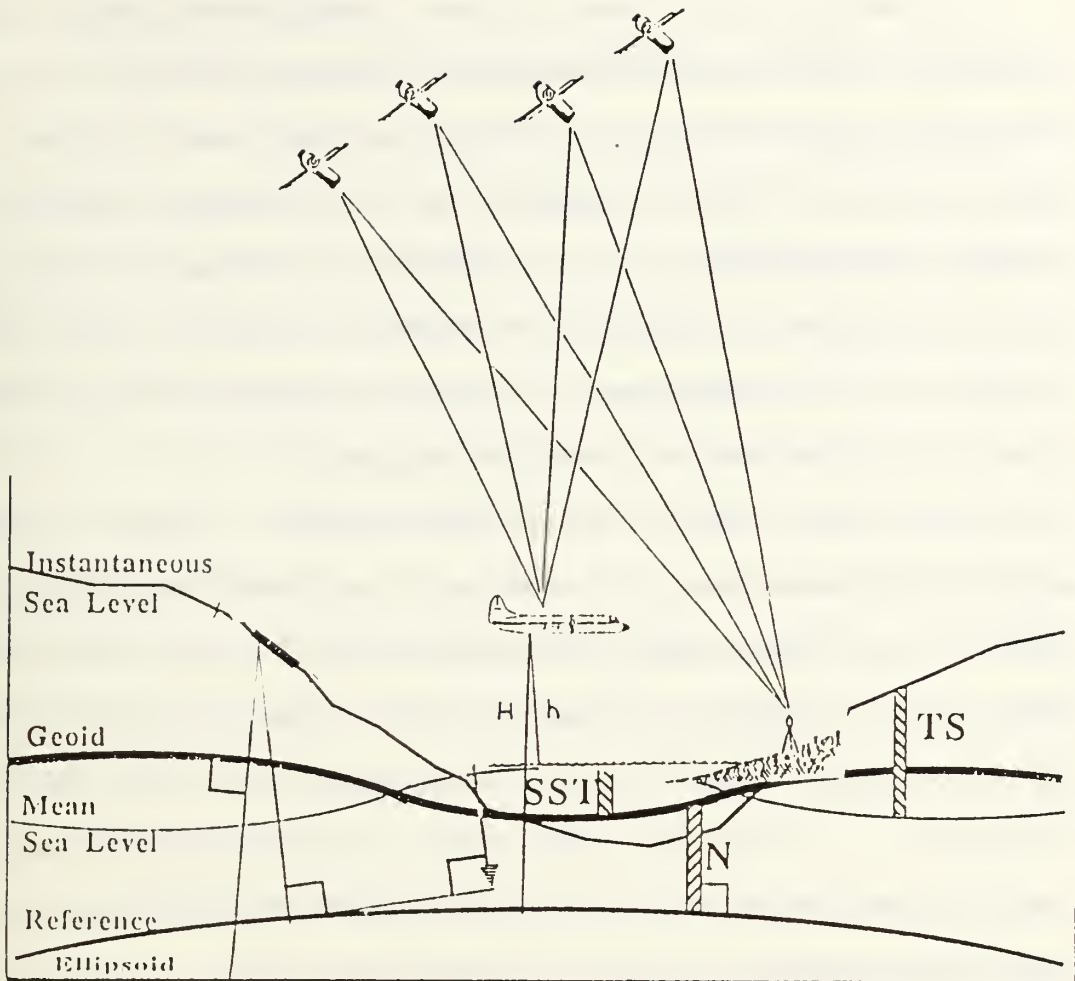 Instantaneous
Sea Level
H h
Geoid
TS
SST
Mean
Sea Level
N
Reference
Ellipsoid